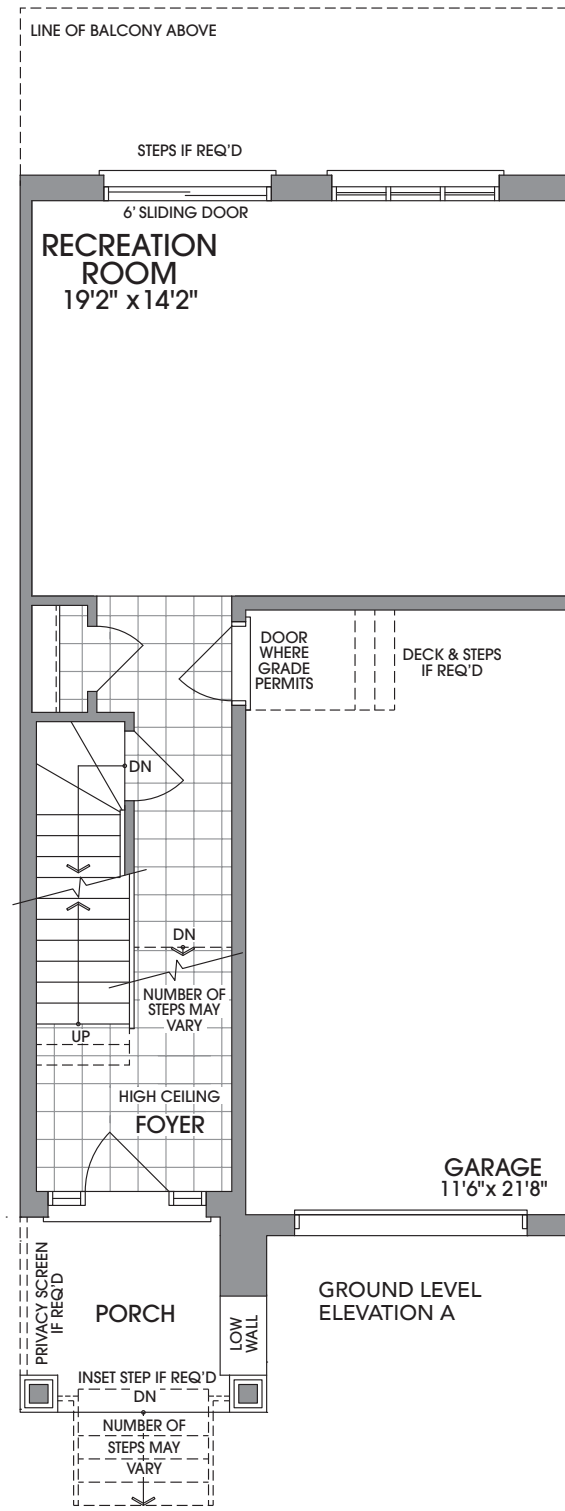 LINE OF BALCONY ABOVE
STEPS IF REQ'D
6' SLIDING DOOR
RECREATION
ROOM
19'2" x 14'2"
DOOR
WHERE
GRADE
PERMITS
DECK & STEPS
IF REQ'D
DN
DN
NUMBER OF
STEPS MAY
VARY
UP
HIGH CEILING
FOYER
GARAGE
11'6"x 21'8"
PRIVACY SCREEN
IF REQ'D
PORCH
LOW
WALL
GROUND LEVEL
ELEVATION A
INSET STEP IF REQ'D
DN
NUMBER OF
STEPS MAY
VARY